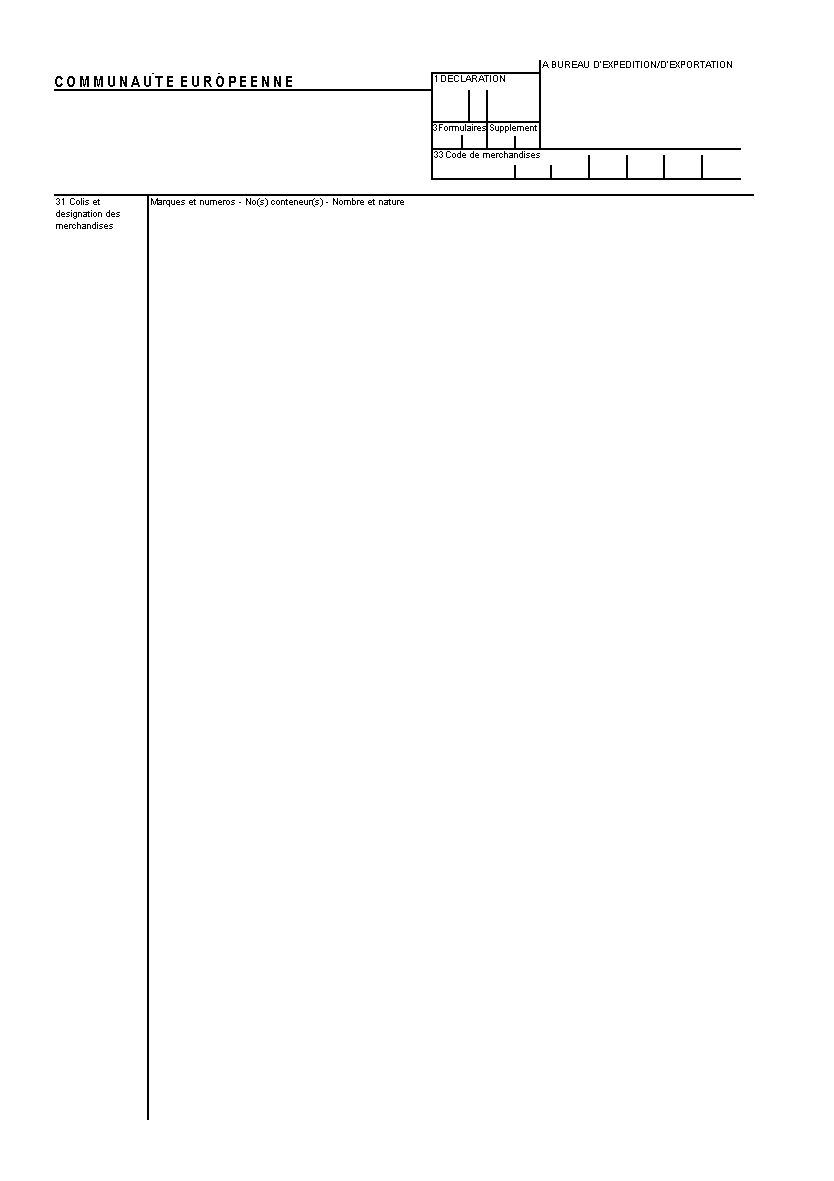 A BUREAU D'EXPEDITION/D'EXPORTATION
COMMUNAUTE EUROPEENNE
1 DECLARATION
3 Formulaires Supplement
33 Code de merchandises
31 Colis et
designation des
merchandises
Marques et numeros - No(s) conteneur(s) - Nombre et nature